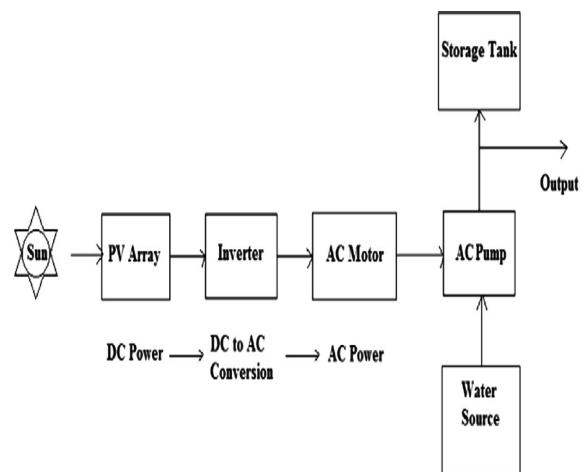 Storage Tank
Output
Sun
PV Array
Inverter
AC Motor
AC Pump
DC Power
DC to AC
Conversion
AC Power
Water
Source